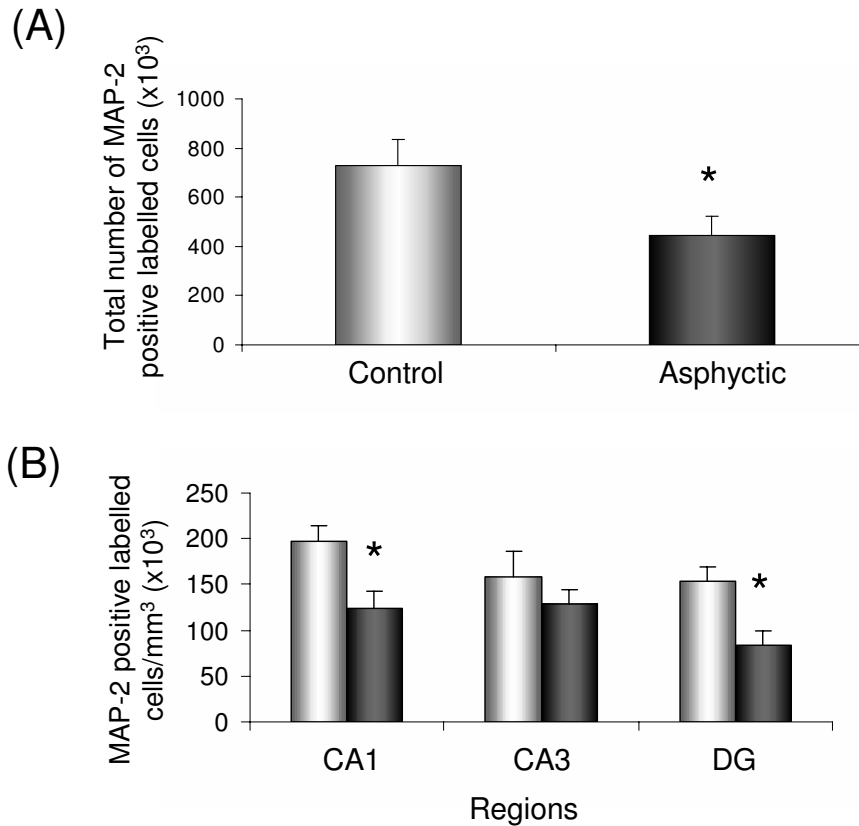 (A)
Total number of MAP-2
positive labelled cells (x10³)
1000
800
600
400
200
0
*
Control
Asphyctic
(B)
MAP-2 positive labelled
cells/mm³ (x10³)
250
200
150
100
50
0
*
*
CA1
CA3
DG
Regions